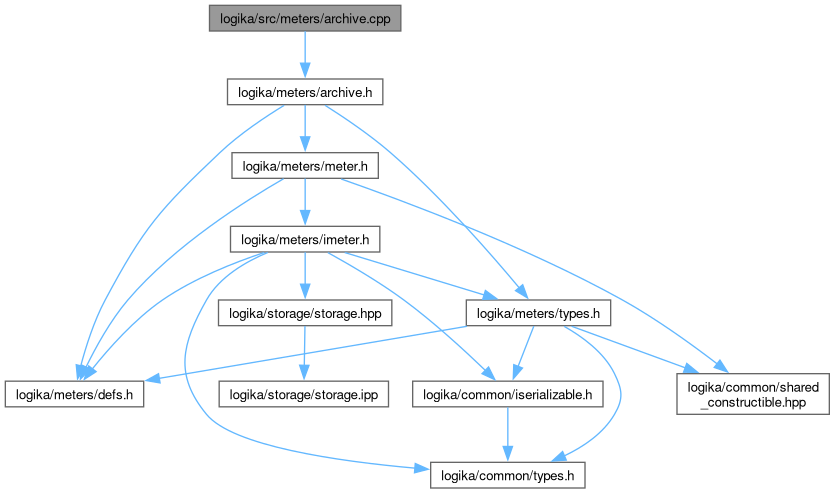 logika/src/meters/archive.cpp
logika/meters/archive.h
logika/meters/meter.h
logika/meters/imeter.h
logika/storage/storage.hpp
logika/meters/types.h
logika/meters/defs.h
logika/storage/storage.ipp
logika/common/iserializable.h
logika/common/shared
_constructible.hpp
logika/common/types.h